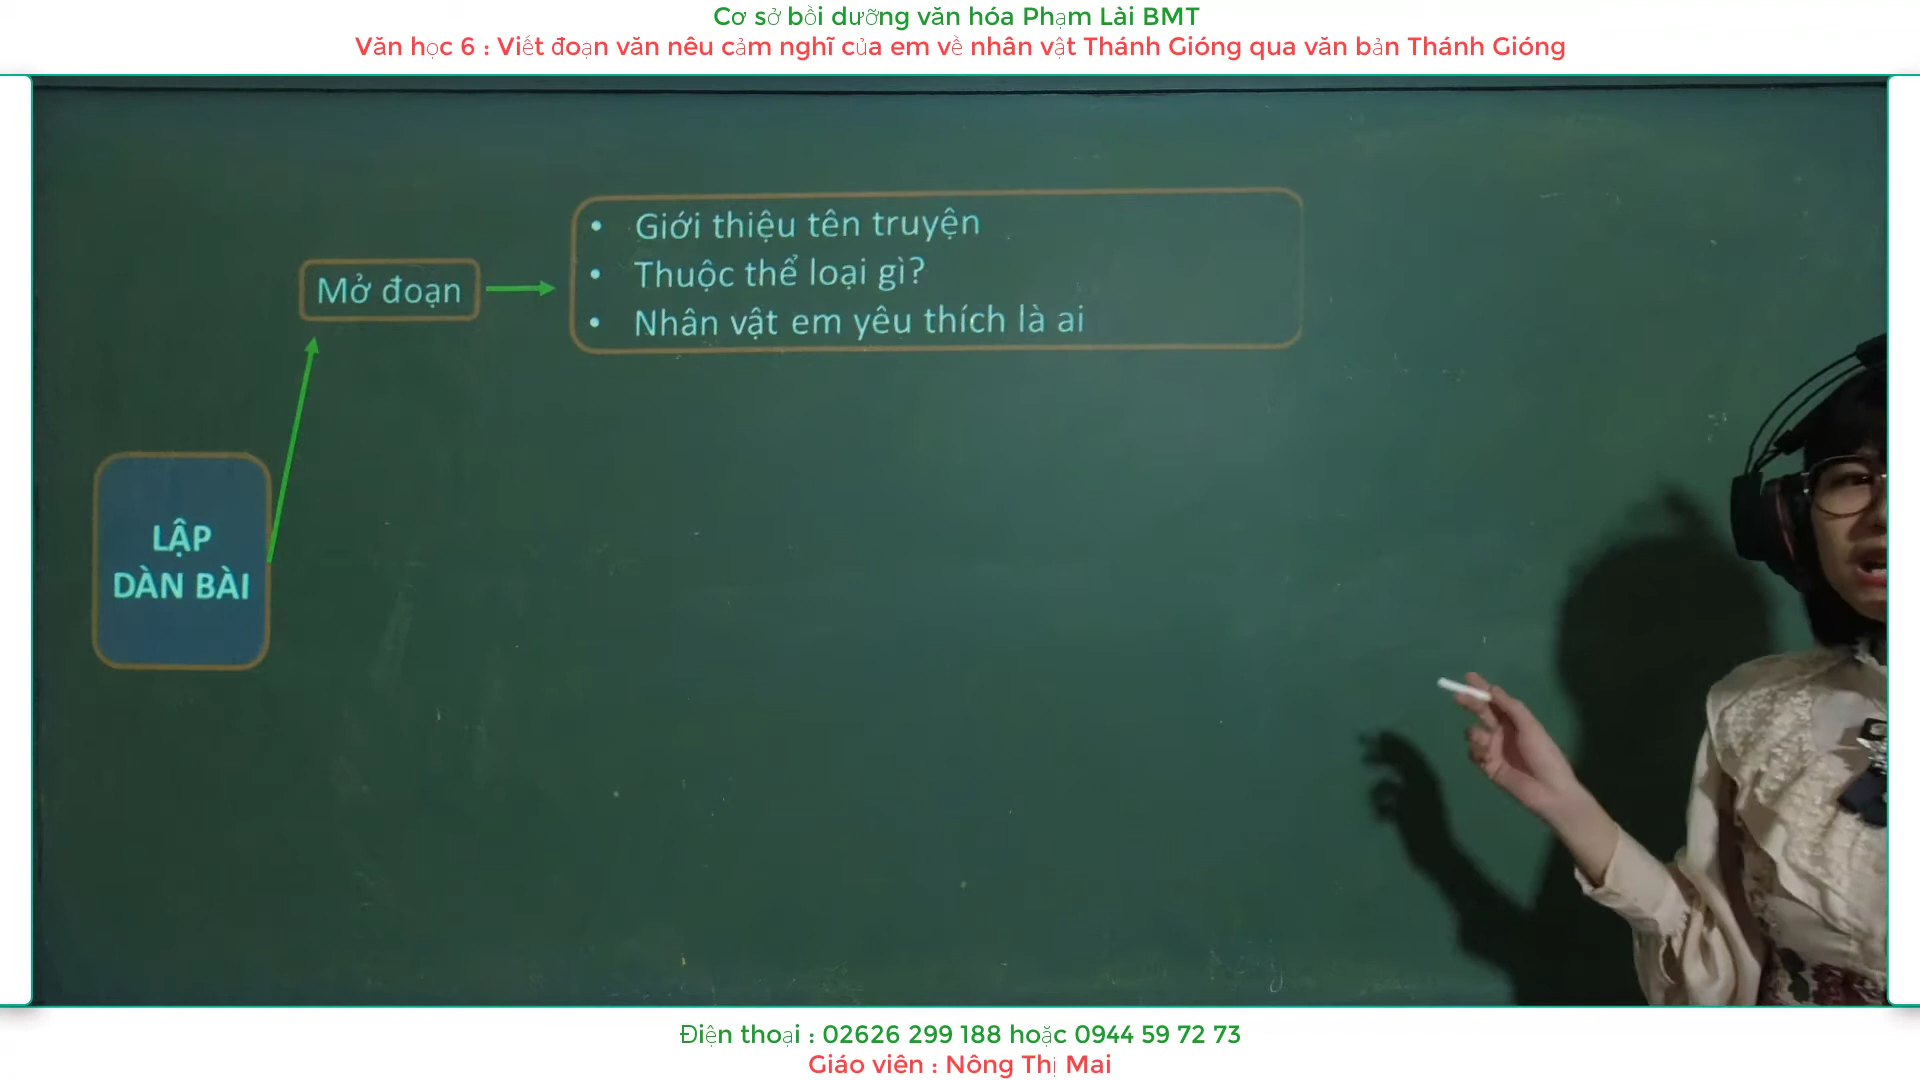 Cơ sở bồi dưỡng văn hóa Phạm Lài BMT
Văn học 6 : Viết đoạn văn nêu cảm nghĩ của em về nhân vật Thánh Gióng qua văn bản Thánh Gióng
• Giới thiệu tên truyện
• Thuộc thể loại gì?
• Nhân vật em yêu thích là ai
Mở đoạn
LẬP
DÀN BÀI
Điện thoại : 02626 299 188 hoặc 0944 59 72 73
Giáo viên : Nông Thị Mai